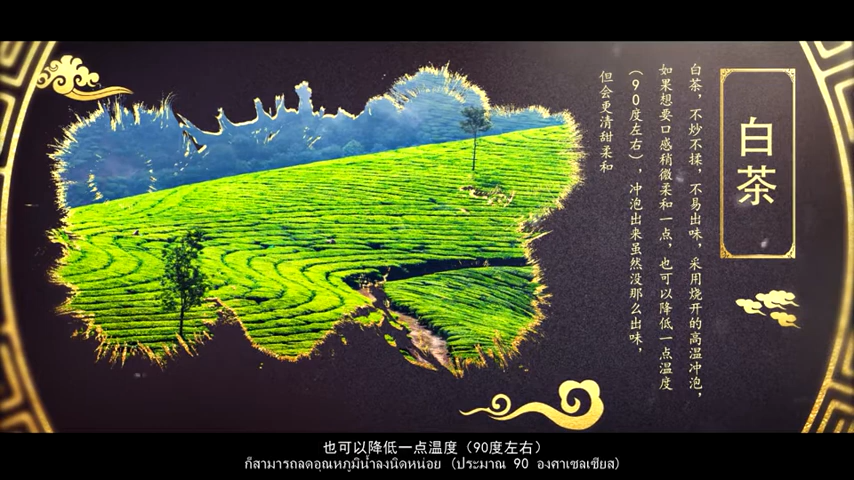 白茶
白茶，不炒不揉，不易出味，采用烧开的高温冲泡，
如果想要口感稍微柔和一点，也可以降低一点温度
（90度左右），冲泡出来虽然没那么出味，
但会更清甜柔和
也可以降低一点温度（90度左右）
ก็สามารถลดอุณหภูมิน้ำลงนิดหน่อย (ประมาณ 90 องศาเซลเซียส)